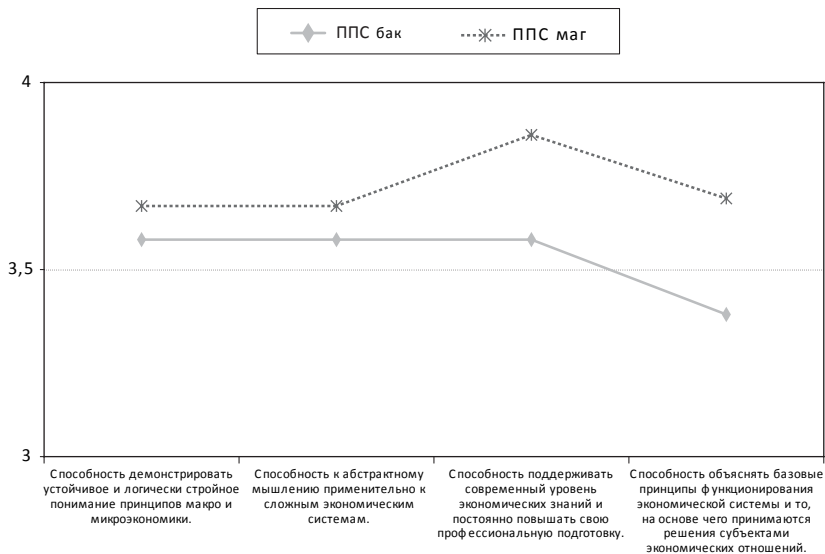 ППС бак
ППС маг
4
3,5
3
Способность демонстрировать
устойчивое и логически стройное
понимание принципов макро и
микроэкономики.
Способность к абстрактному
мышлению применительно к
сложным экономическим
системам.
Способность поддерживать
современный уровень
экономических знаний и
постоянно повышать свою
профессиональную подготовку.
Способность объяснять базовые
принципы функционирования
экономической системы и то,
на основе чего принимаются
решения субъектами
экономических отношений.